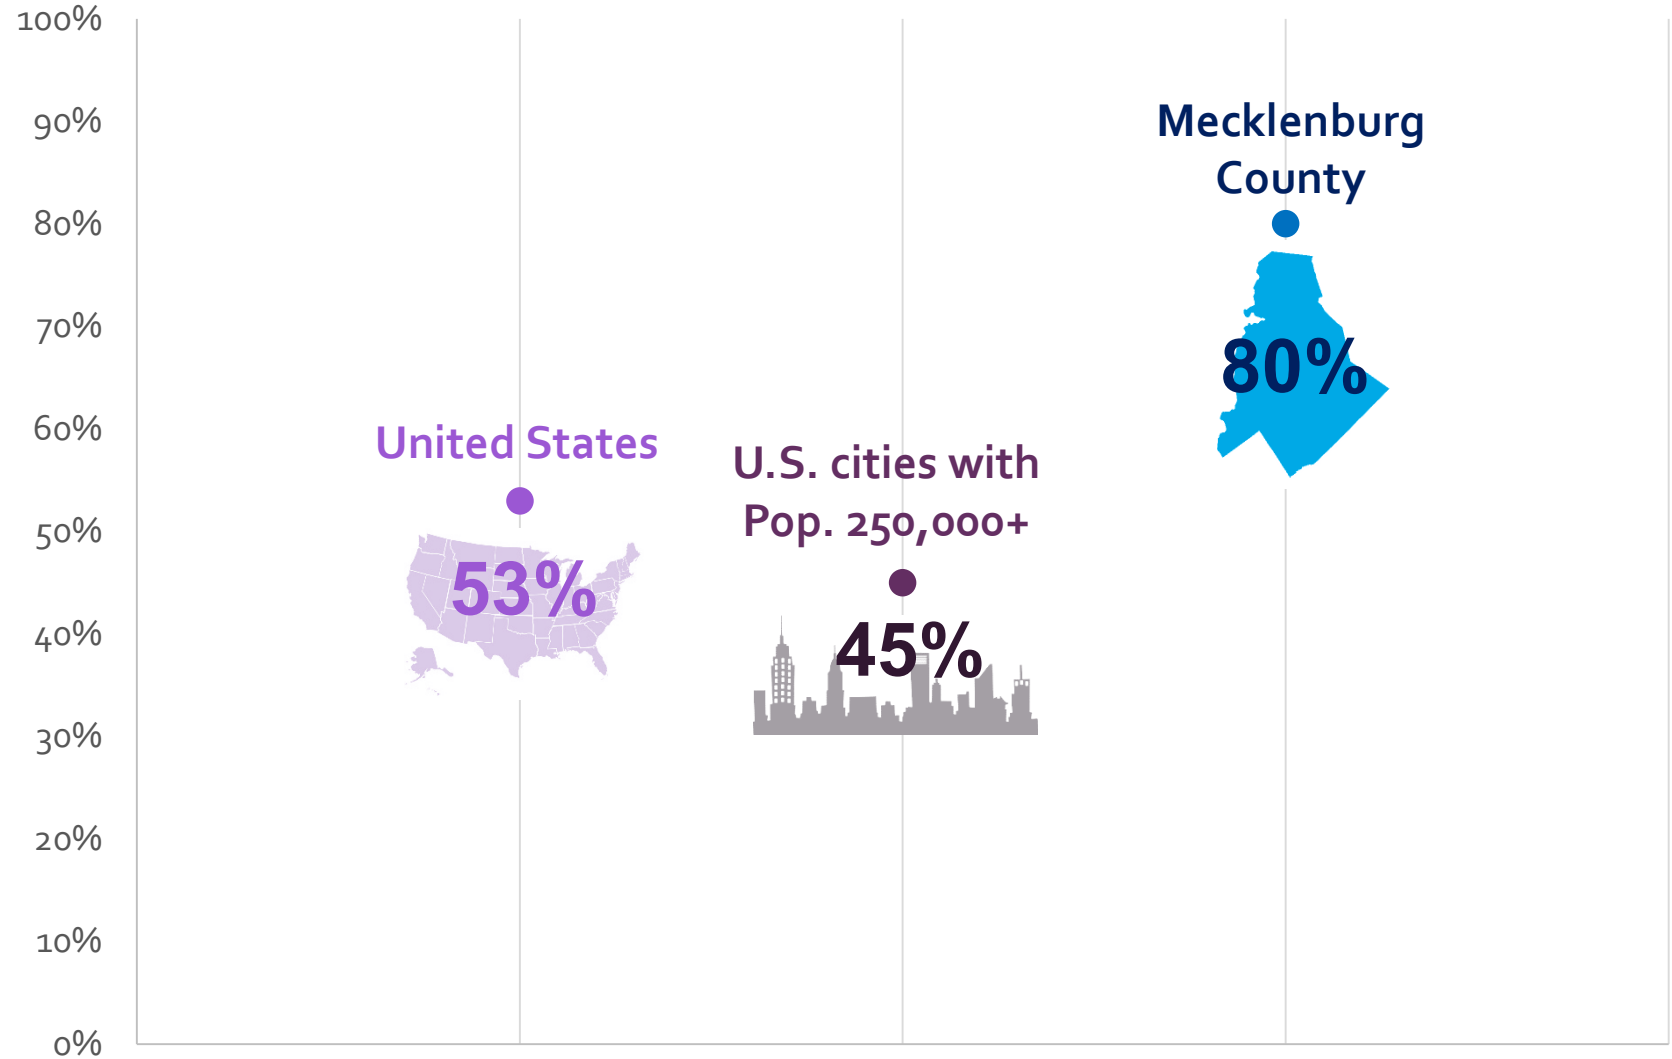 100%
90%
80%
70%
60%
50%
40%
30%
20%
10%
0%
United States
53%
U.S. cities with
Pop. 250,000+
45%
Mecklenburg
County
80%